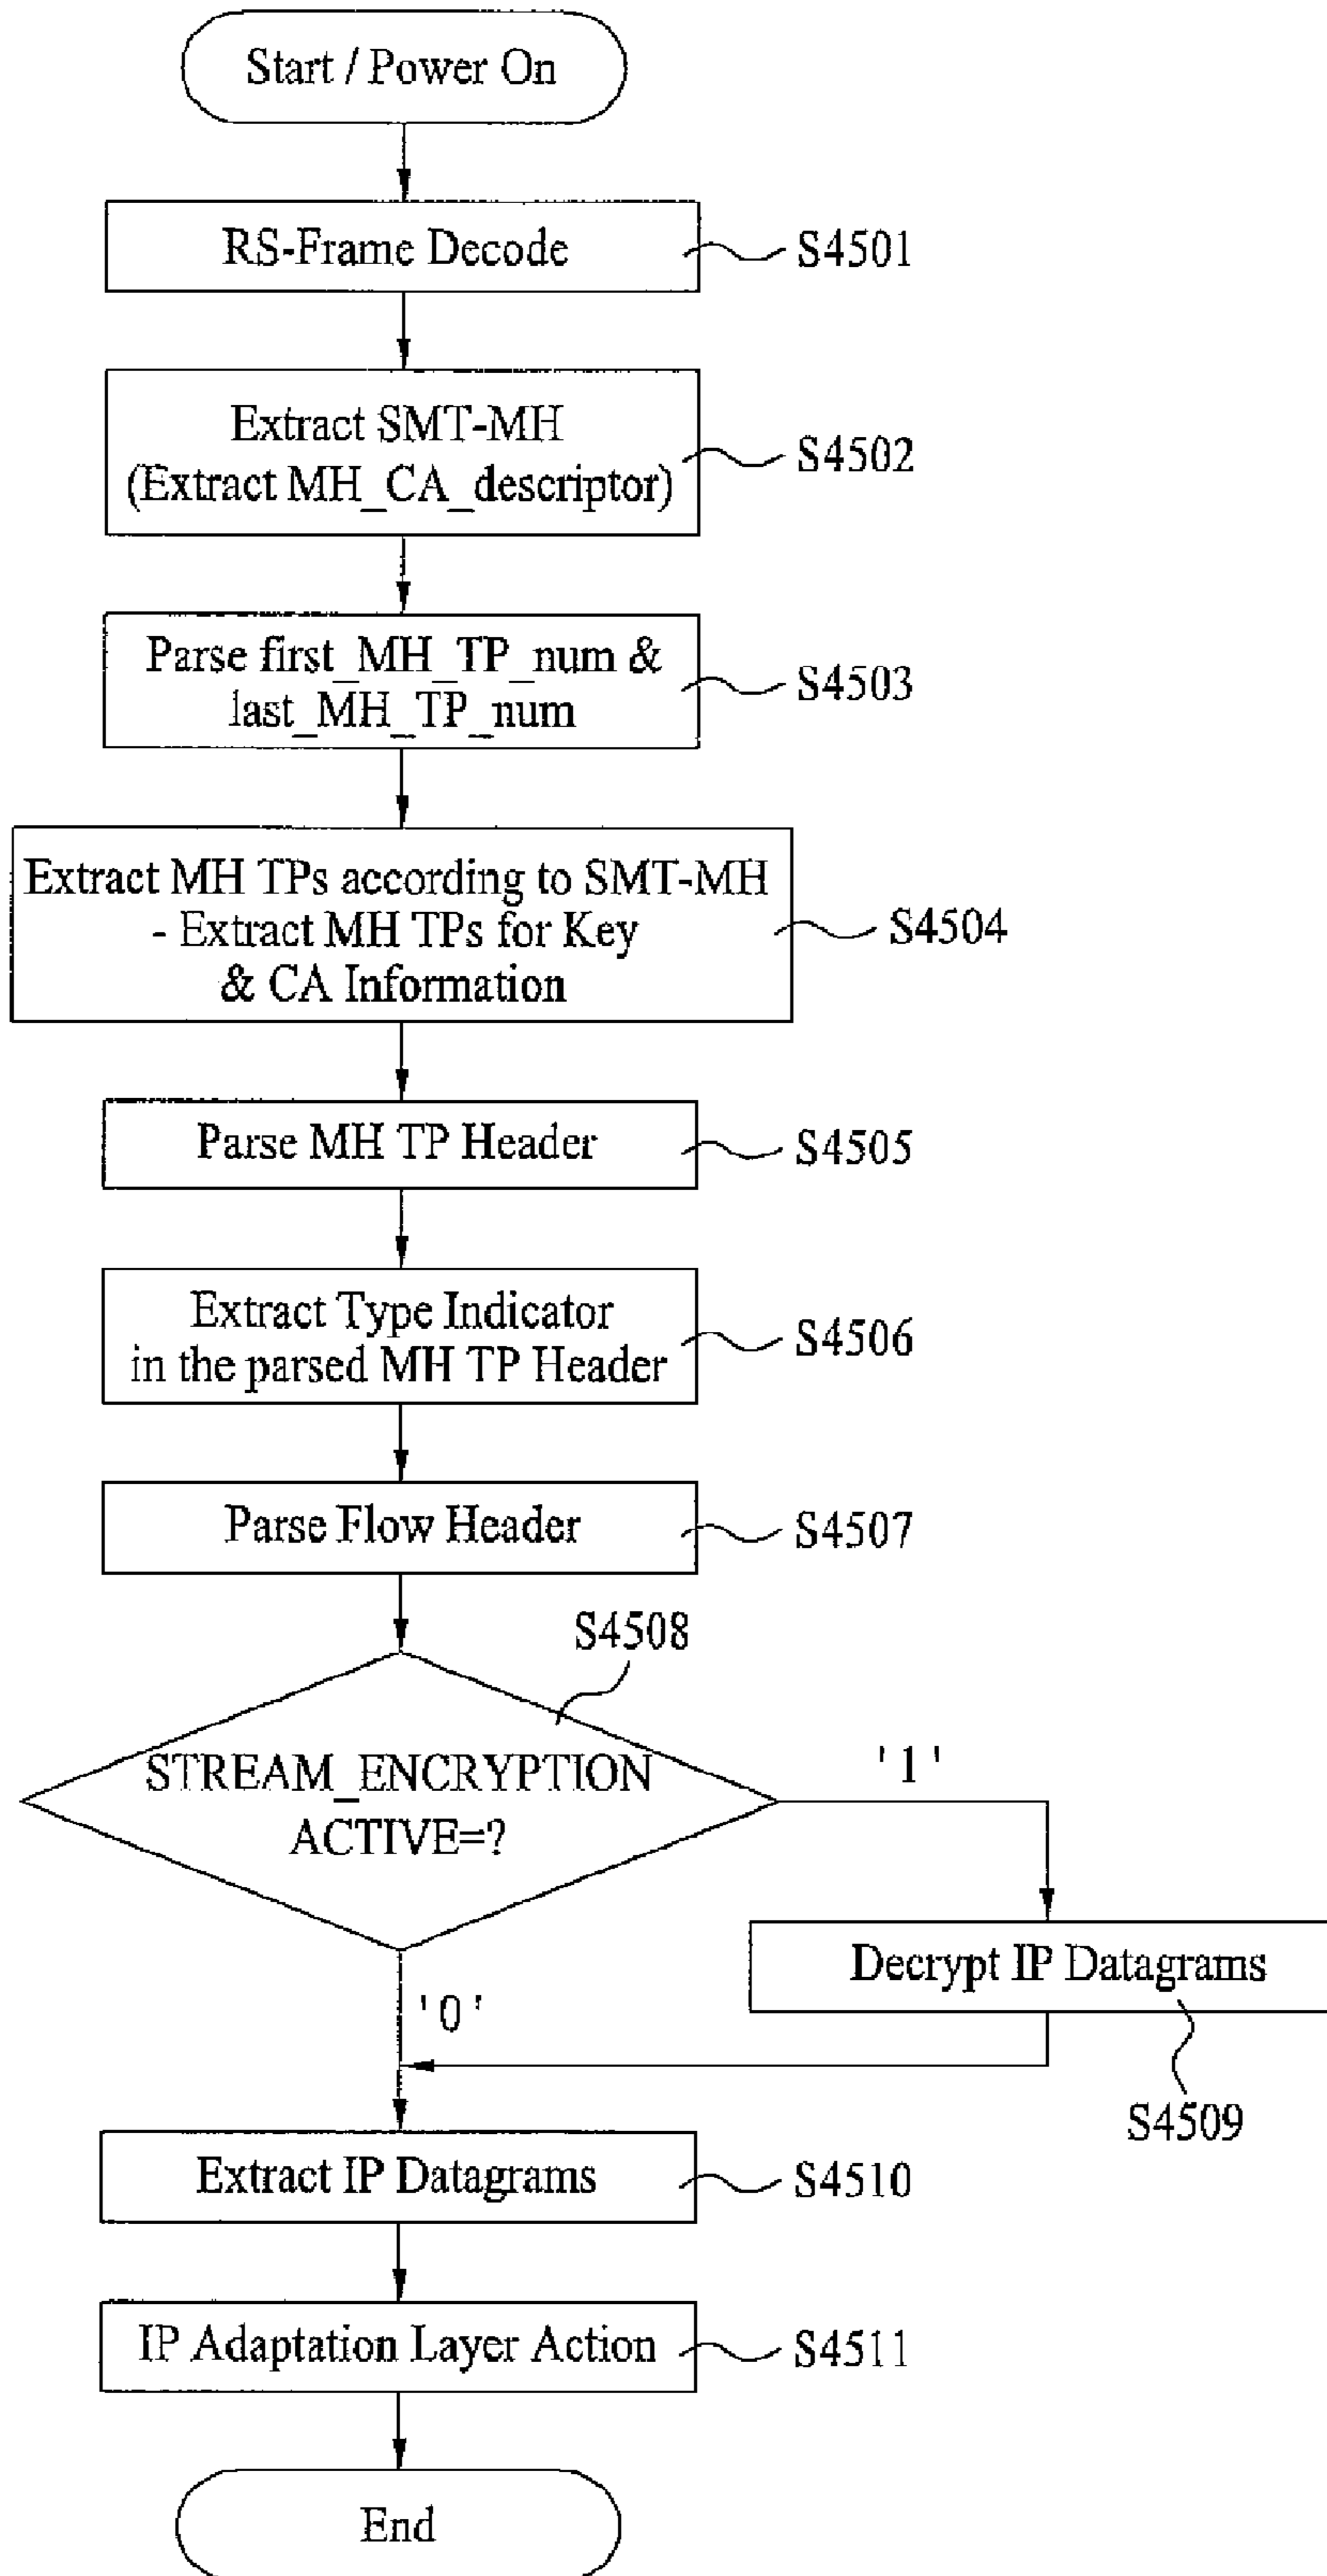 Start / Power On
RS-Frame Decode
S4501
Extract SMT-MH
(Extract MH_CA_descriptor)
S4502
Parse first_MH_TP_num &
last_MH_TP_num
S4503
Extract MH TPs according to SMT-MH
- Extract MH TPs for Key
& CA Information
S4504
Parse MH TP Header
S4505
Extract Type Indicator
in the parsed MH TP Header
S4506
Parse Flow Header
S4507
S4508
STREAM_ENCRYPTION
ACTIVE=?
'1'
Decrypt IP Datagrams
'0'
S4509
Extract IP Datagrams
S4510
IP Adaptation Layer Action
S4511
End